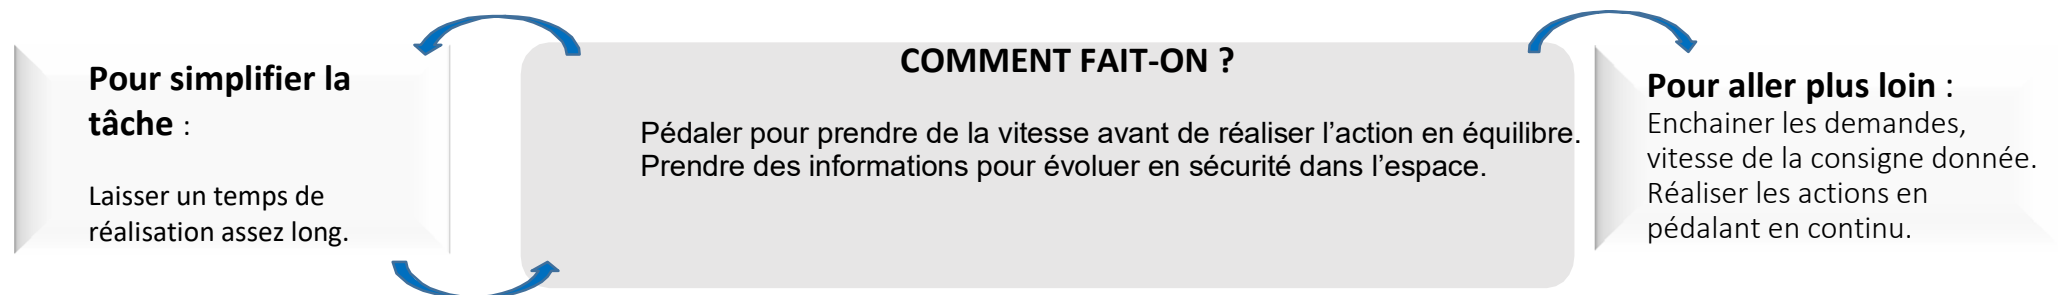 Pour simplifier la
tâche :
Laisser un temps de
réalisation assez long.
COMMENT FAIT-ON ?
Pédaler pour prendre de la vitesse avant de réaliser l’action en équilibre.
Prendre des informations pour évoluer en sécurité dans l’espace.
Pour aller plus loin :
Enchainer les demandes,
vitesse de la consigne donnée.
Réaliser les actions en
pédalant en continu.